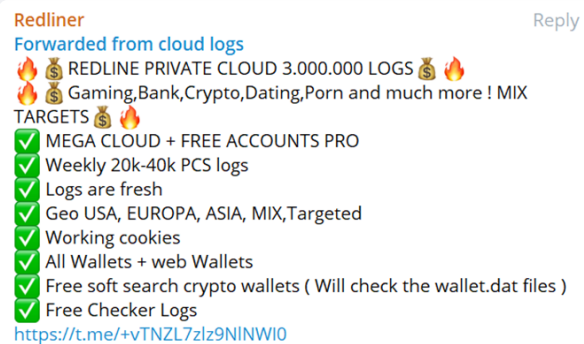 Redliner
Reply
Forwarded from cloud logs
🔥💰REDLINE PRIVATE CLOUD 3.000.000 LOGS💰🔥
🔥💰Gaming,Bank,Crypto,Dating,Porn and much more ! MIX
TARGETS💰🔥
✅ MEGA CLOUD + FREE ACCOUNTS PRO
✅ Weekly 20k-40k PCS logs
✅ Logs are fresh
✅ Geo USA, EUROPA, ASIA, MIX,Targeted
✅ Working cookies
✅ All Wallets + web Wallets
✅ Free soft search crypto wallets ( Will check the wallet.dat files )
✅ Free Checker Logs